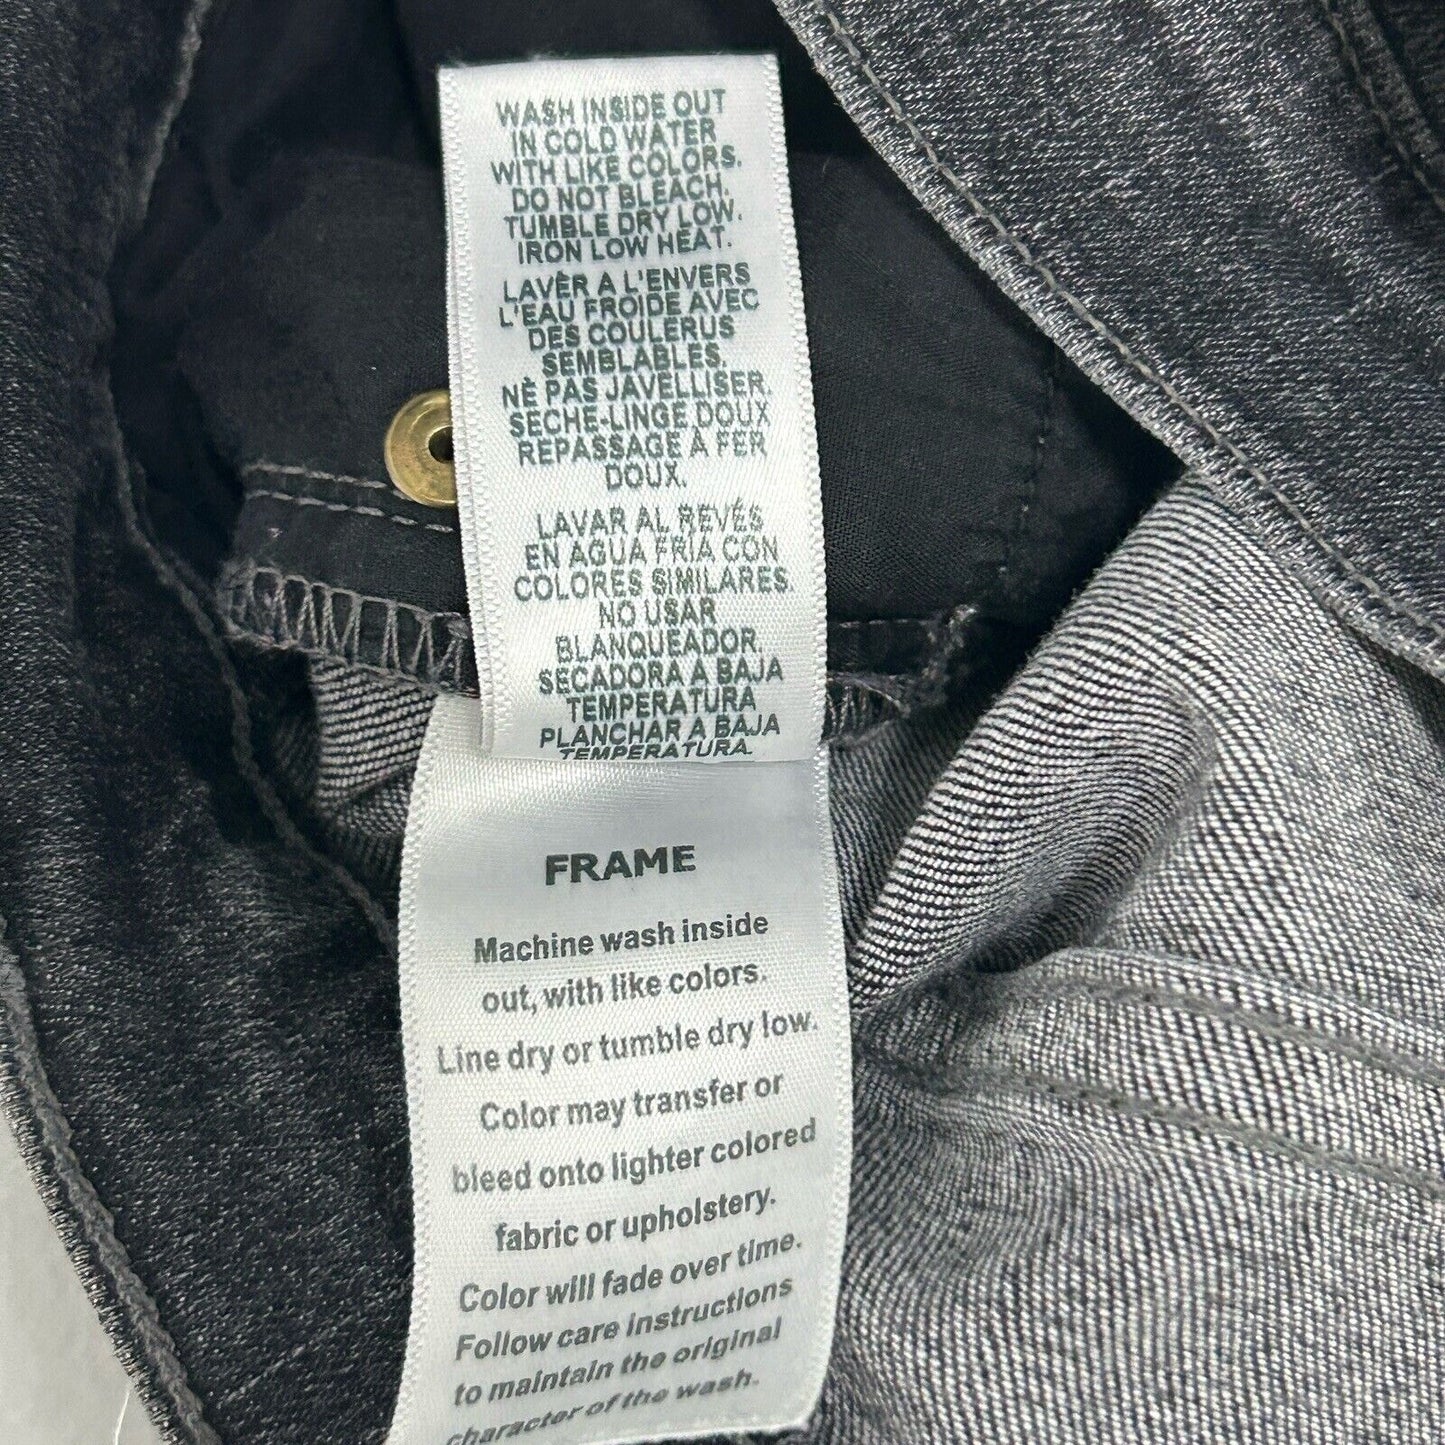 WASH INSIDE OUT
IN COLD WATER
WITH LIKE COLORS.
DO NOT BLEACH.
TUMBLE DRY LOW.
IRON LOW HEAT.
LAVÈR A L'ENVERS
L'EAU FROIDE AVEC
DES COULERUS
SEMBLABLES.
NÈ PAS JAVELLISER.
SECHE-LINGE DOUX
REPASSAGE À FER
DOUX.
LAVAR AL REVÉS
EN AGUA FRIA CON
COLORES SIMILARES.
NO USAR
BLANQUEADOR.
SECADORA A BAJA
TEMPERATURA
PLANCHAR A BAJA
TEMPERATURA.
FRAME
Machine wash inside
out, with like colors.
Line dry or tumble dry low.
Color may transfer or
bleed onto lighter colored
fabric or upholstery.
Color will fade over time.
Follow care instructions
to maintain the original
character of the wash.